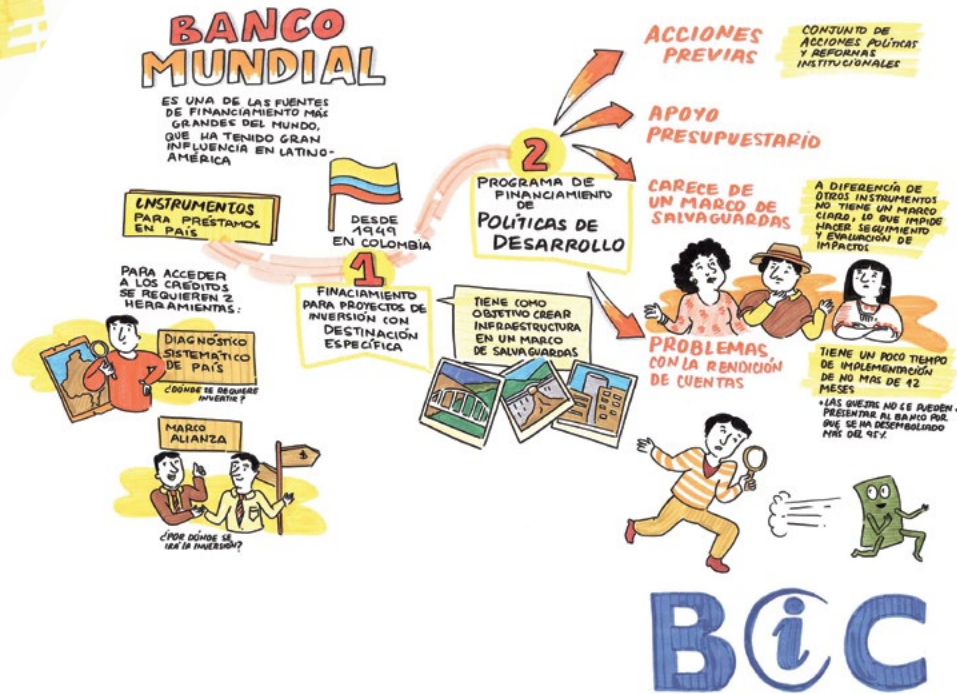 BANCO
MUNDIAL
ES UNA DE LAS FUENTES
DE FINANCIAMIENTO MÁS
GRANDES DEL MUNDO,
QUE HA TENIDO GRAN
INFLUENCIA EN LATINO-
AMÉRICA
INSTRUMENTOS
PARA PRÉSTAMOS
EN PAÍS
DESDE
1949
EN COLOMBIA
PARA ACCEDER
A LOS CRÉDITOS
SE REQUIEREN 2
HERRAMIENTAS:
DIAGNÓSTICO
SISTEMÁTICO
DE PAÍS
¿DÓNDE SE REQUIERE
INVERTIR?
MARCO
ALIANZA
$
¿POR DÓNDE SE
IRÁ LA INVERSIÓN?
1
FINACIAMIENTO
PARA PROYECTOS DE
INVERSIÓN CON
DESTINACIÓN
ESPECÍFICA
TIENE COMO
OBJETIVO CREAR
INFRAESTRUCTURA
EN UN MARCO
DE SALVAGUARDAS
2
PROGRAMA DE
FINANCIAMIENTO
DE
POLÍTICAS DE
DESARROLLO
ACCIONES
PREVIAS
CONJUNTO DE
ACCIONES POLÍTICAS
Y REFORNAS
INSTITUCIONALES
APOYO
PRESUPUESTARIO
CARECE DE
UN MARCO DE
SALVAGUARDAS
A DIFERENCIA DE
OTROS INSTRUMENTOS
NO TIENE UN MARCO
CLARO, LO QUE IMPIDE
HACER SEGUIMIENTO
Y EVALUACIÓN DE
IMPACTOS
PROBLEMAS
CON LA RENDICIÓN
DE CUENTAS
TIENE UN POCO TIEMPO
DE IMPLEMENTACIÓN
DE NO MAS DE 12
MESES
•LAS QUEJAS NO SE PUEDEN
PRESENTAR AL BANCO POR
QUE SE HA DESEMBOLSADO
MÁS DEL 95%
BiC